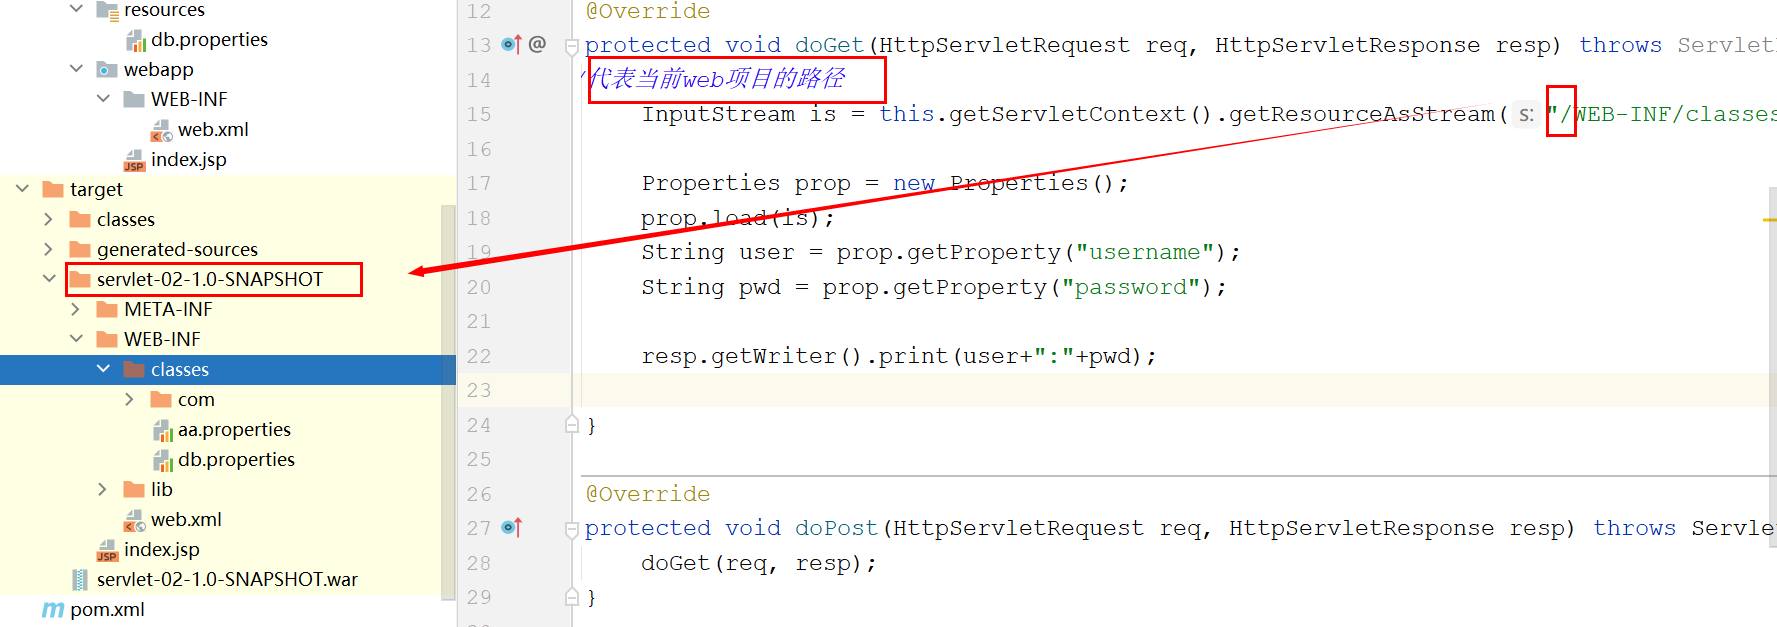 resources
db.properties
webapp
WEB-INF
web.xml
index.jsp
target
classes
generated-sources
servlet-02-1.0-SNAPSHOT
META-INF
WEB-INF
classes
com
aa.properties
db.properties
lib
web.xml
index.jsp
servlet-02-1.0-SNAPSHOT.war
pom.xml
12 @Override
13 @ protected void doGet(HttpServletRequest req, HttpServletResponse resp) throws Servlet
14 /代表当前web项目的路径
15 InputStream is = this.getServletContext().getResourceAsStream( s: "/WEB-INF/classes
16
17 Properties prop = new Properties();
18 prop.load(is);
19 String user = prop.getProperty("username");
20 String pwd = prop.getProperty("password");
21
22 resp.getWriter().print(user+":"+pwd);
23
24 }
25
26 @Override
27 protected void doPost(HttpServletRequest req, HttpServletResponse resp) throws Servle
28 doGet(req, resp);
29 }